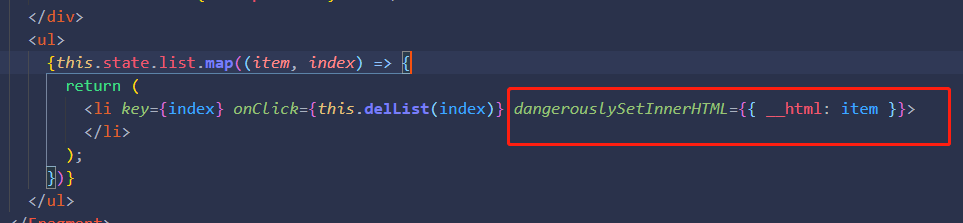 </div>
<ul>
{this.state.list.map((item, index) => {
return (
<li key={index} onClick={this.delList(index)} dangerouslySetInnerHTML={{ __html: item }}>
</li>
);
})}
</ul>
</Fragment>